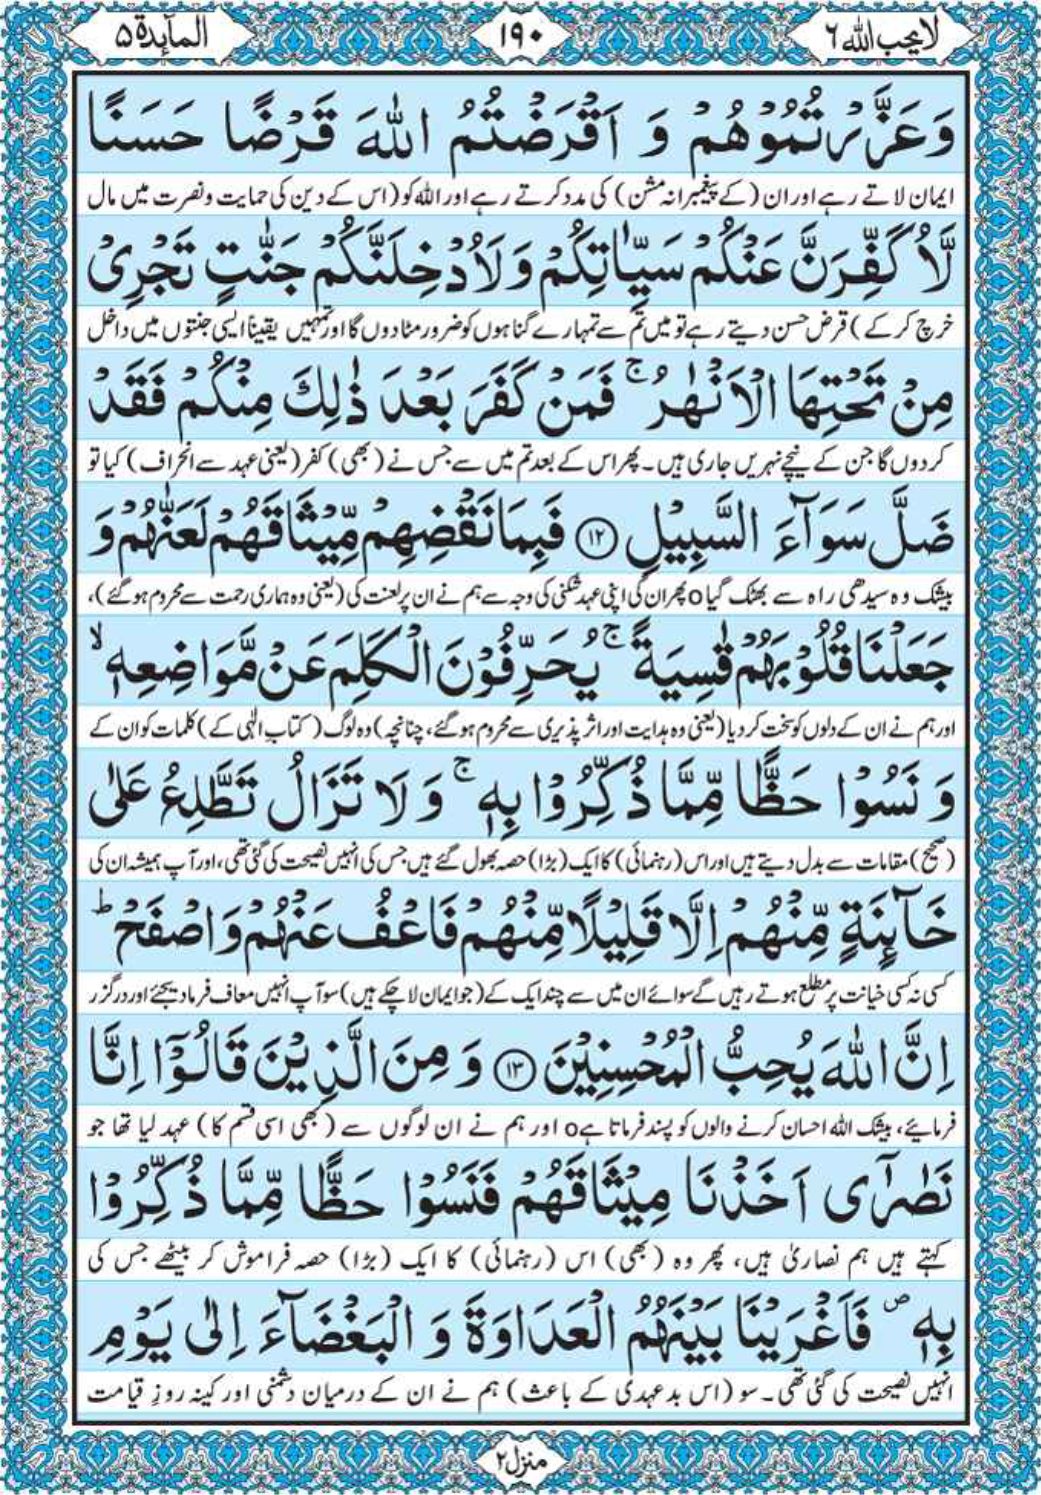 لا یحب الله ٦
١٩٠
المآىِٕدة ٥
وَعَزَّرْتُمُوْهُمْ وَ اَقْرَضْتُمُ اللّٰهَ قَرْضًا حَسَنًا
ایمان لاتے رہے اور ان (کے پیغمبرانہ مشن) کی مدد کرتے رہے اور اللہ کو (اس کے دین کی حمایت و نصرت میں مال
لَّاُكَفِّرَنَّ عَنْكُمْ سَیِّاٰتِكُمْ وَلَاُدْخِلَنَّكُمْ جَنّٰتٍ تَجْرِیْ
خرچ کر کے) قرض حسن دیتے رہے تو میں تم سے تمہارے گناہوں کو ضرور مٹا دوں گا اور تمہیں یقیناً ایسی جنتوں میں داخل
مِنْ تَحْتِهَا الْاَنْهٰرُ ۚ فَمَنْ كَفَرَ بَعْدَ ذٰلِكَ مِنْكُمْ فَقَدْ
کر دوں گا جن کے نیچے نہریں جاری ہیں۔ پھر اس کے بعد تم میں سے جس نے (بھی) کفر (یعنی عہد سے انحراف) کیا تو
ضَلَّ سَوَآءَ السَّبِیْلِ ۝۱۲ فَبِمَا نَقْضِهِمْ مِّیْثَاقَهُمْ لَعَنّٰهُمْ وَ
بیشک وہ سیدھی راہ سے بھٹک گیا o پھر ان کی اپنی عہد شکنی کی وجہ سے ہم نے ان پر لعنت کی (یعنی وہ ہماری رحمت سے محروم ہو گئے)،
جَعَلْنَا قُلُوْبَهُمْ قٰسِیَةً ۚ یُحَرِّفُوْنَ الْكَلِمَ عَنْ مَّوَاضِعِهٖ ۙ
اور ہم نے ان کے دلوں کو سخت کر دیا (یعنی وہ ہدایت اور اثر پذیری سے محروم ہو گئے، چنانچہ) وہ لوگ (کتابِ الٰہی کے) کلمات کو ان کے
وَ نَسُوْا حَظًّا مِّمَّا ذُكِّرُوْا بِهٖ ۚ وَ لَا تَزَالُ تَطَّلِعُ عَلٰی
(صحیح) مقامات سے بدل دیتے ہیں اور اس (رہنمائی) کا ایک (بڑا) حصہ بھول گئے ہیں جس کی انہیں نصیحت کی گئی تھی، اور آپ ہمیشہ ان کی
خَآىِٕنَةٍ مِّنْهُمْ اِلَّا قَلِیْلًا مِّنْهُمْ فَاعْفُ عَنْهُمْ وَاصْفَحْ ؕ
کسی نہ کسی خیانت پر مطلع ہوتے رہیں گے سوائے ان میں سے چند ایک کے (جو ایمان لا چکے ہیں) سو آپ انہیں معاف فرما دیجئے اور درگزر
اِنَّ اللّٰهَ یُحِبُّ الْمُحْسِنِیْنَ ۝۱۳ وَ مِنَ الَّذِیْنَ قَالُوْۤا اِنَّا
فرمائیے، بیشک اللہ احسان کرنے والوں کو پسند فرماتا ہے o اور ہم نے ان لوگوں سے (بھی اسی قسم کا) عہد لیا تھا جو
نَصٰرٰۤی اَخَذْنَا مِیْثَاقَهُمْ فَنَسُوْا حَظًّا مِّمَّا ذُكِّرُوْا
کہتے ہیں ہم نصاریٰ ہیں، پھر وہ (بھی) اس (رہنمائی) کا ایک (بڑا) حصہ فراموش کر بیٹھے جس کی
بِهٖ ۪ فَاَغْرَیْنَا بَیْنَهُمُ الْعَدَاوَةَ وَ الْبَغْضَآءَ اِلٰی یَوْمِ
انہیں نصیحت کی گئی تھی۔ سو (اس بدعہدی کے باعث) ہم نے ان کے درمیان دشمنی اور کینہ روزِ قیامت
منزل ٢